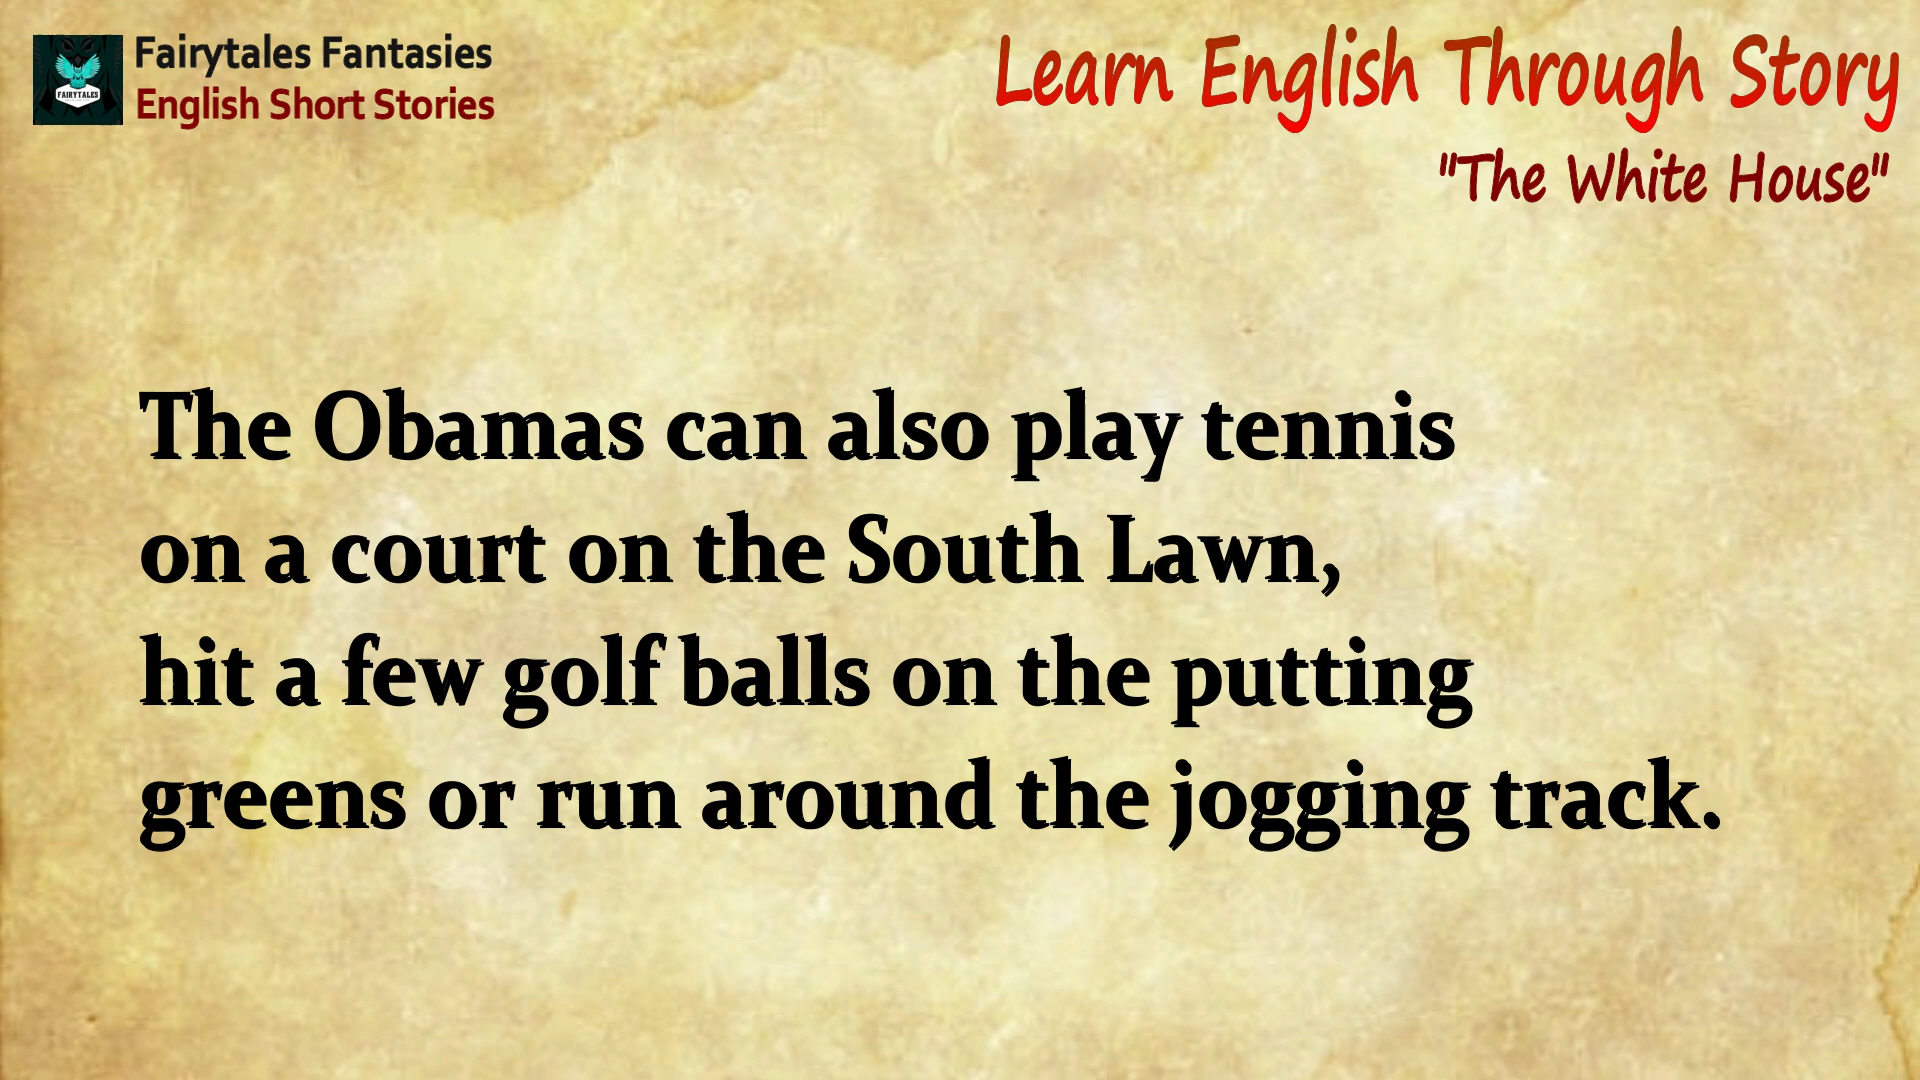 Fairytales Fantasies
English Short Stories
FAIRYTALES
Learn English Through Story
"The White House"
The Obamas can also play tennis
on a court on the South Lawn,
hit a few golf balls on the putting
greens or run around the jogging track.